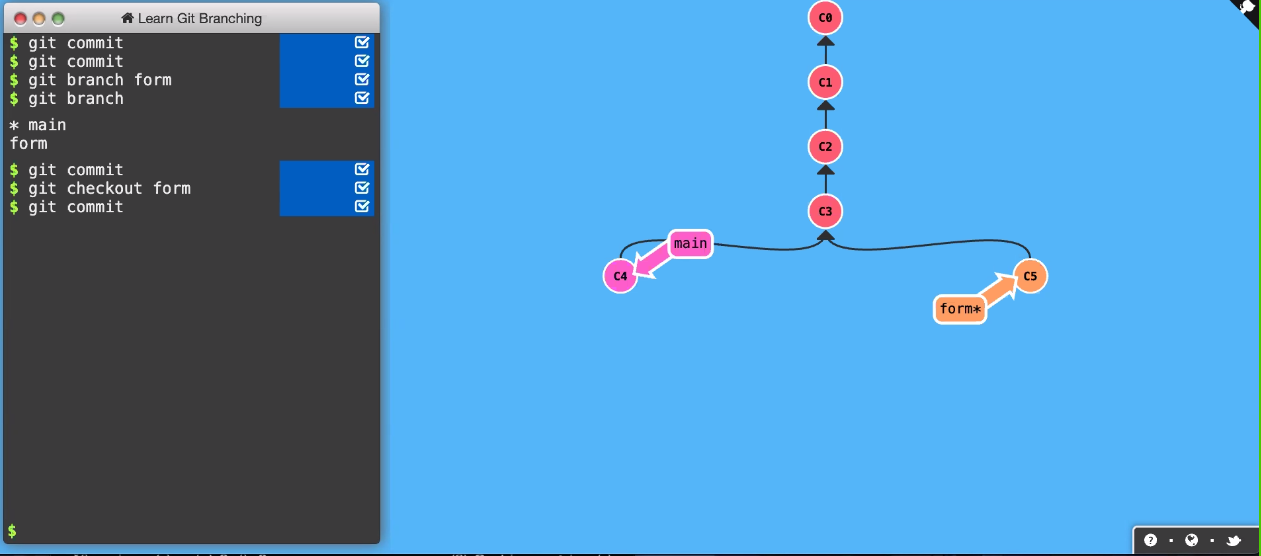 Learn Git Branching
$ git commit
$ git commit
$ git branch form
$ git branch
* main
form
$ git commit
$ git checkout form
$ git commit
$
C0
C1
C2
C3
main
C4
C5
form*